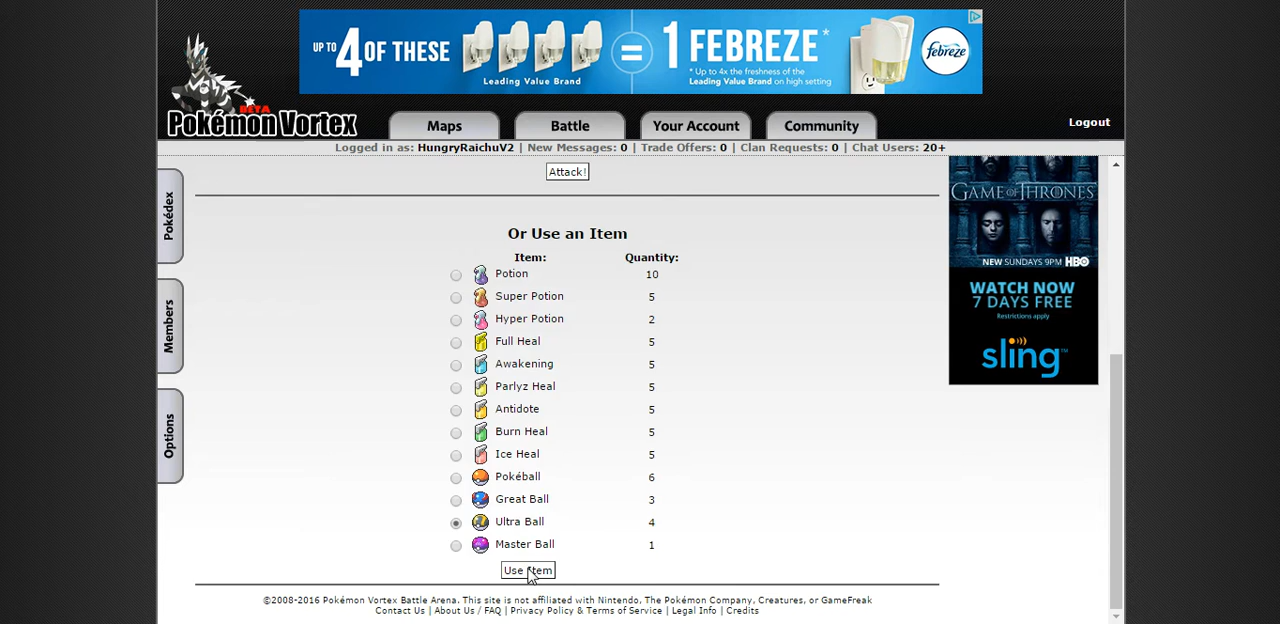 UP TO 4 OF THESE = 1 FEBREZE*
Leading Value Brand
* Up to 4x the freshness of the
Leading Value Brand on high setting
febreze
BETA
Pokémon Vortex
Maps
Battle
Your Account
Community
Logout
Logged in as: HungryRaichuV2 | New Messages: 0 | Trade Offers: 0 | Clan Requests: 0 | Chat Users: 20+
Pokédex
Members
Options
Attack!
Or Use an Item
Item: Quantity:
Potion 10
Super Potion 5
Hyper Potion 2
Full Heal 5
Awakening 5
Parlyz Heal 5
Antidote 5
Burn Heal 5
Ice Heal 5
Pokéball 6
Great Ball 3
Ultra Ball 4
Master Ball 1
Use Item
GAME OF THRONES
NEW SUNDAYS 9PM HBO
WATCH NOW
7 DAYS FREE
Restrictions apply
sling
©2008-2016 Pokémon Vortex Battle Arena. This site is not affiliated with Nintendo, The Pokémon Company, Creatures, or GameFreak
Contact Us | About Us / FAQ | Privacy Policy & Terms of Service | Legal Info | Credits